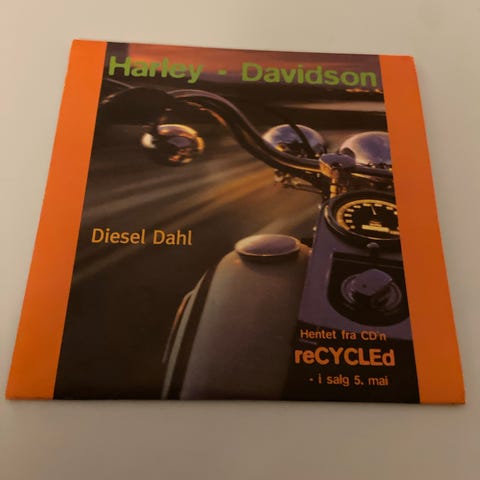 Harley - Davidson
Diesel Dahl
Hentet fra CD'n
reCYCLEd
- i salg 5. mai